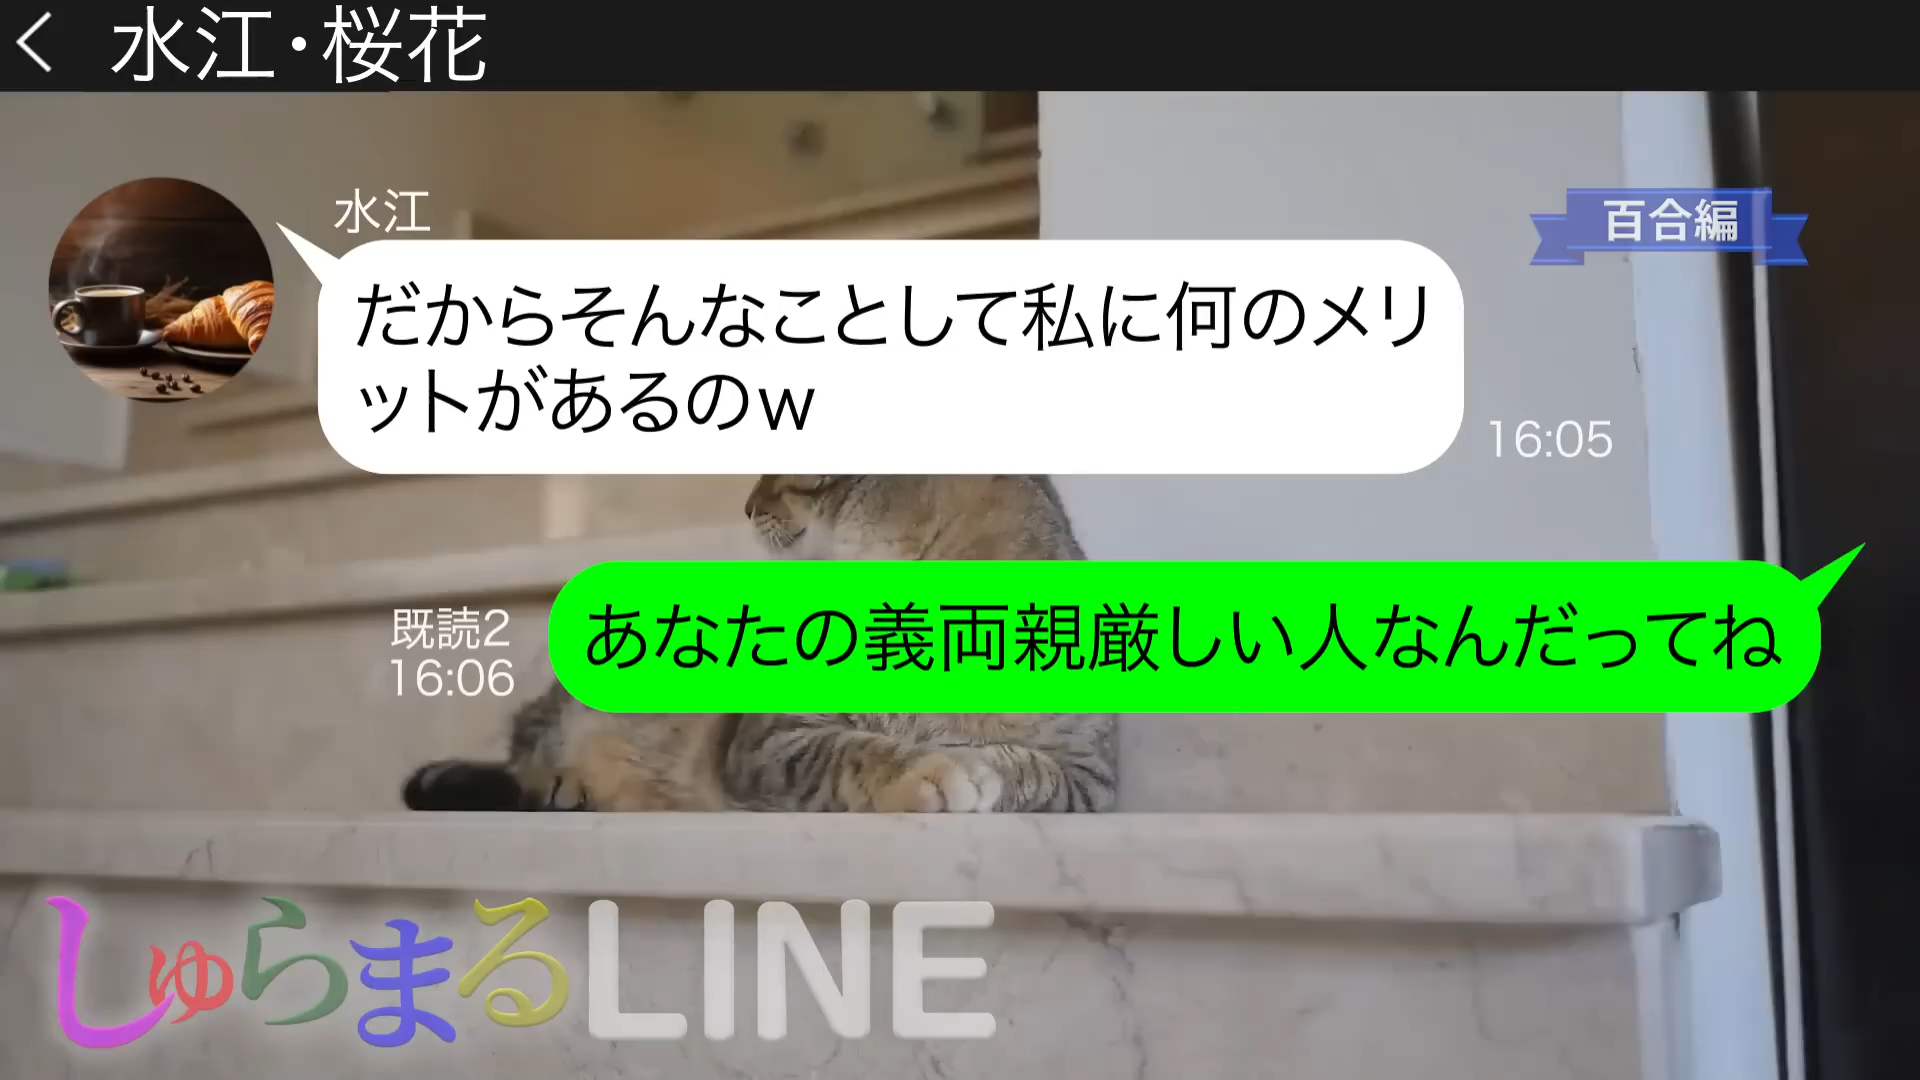 水江・桜花
水江
百合編
だからそんなことして私に何のメリ
ットがあるのw
16:05
既読2
16:06
あなたの義両親厳しい人なんだってね
しゅらまるLINE